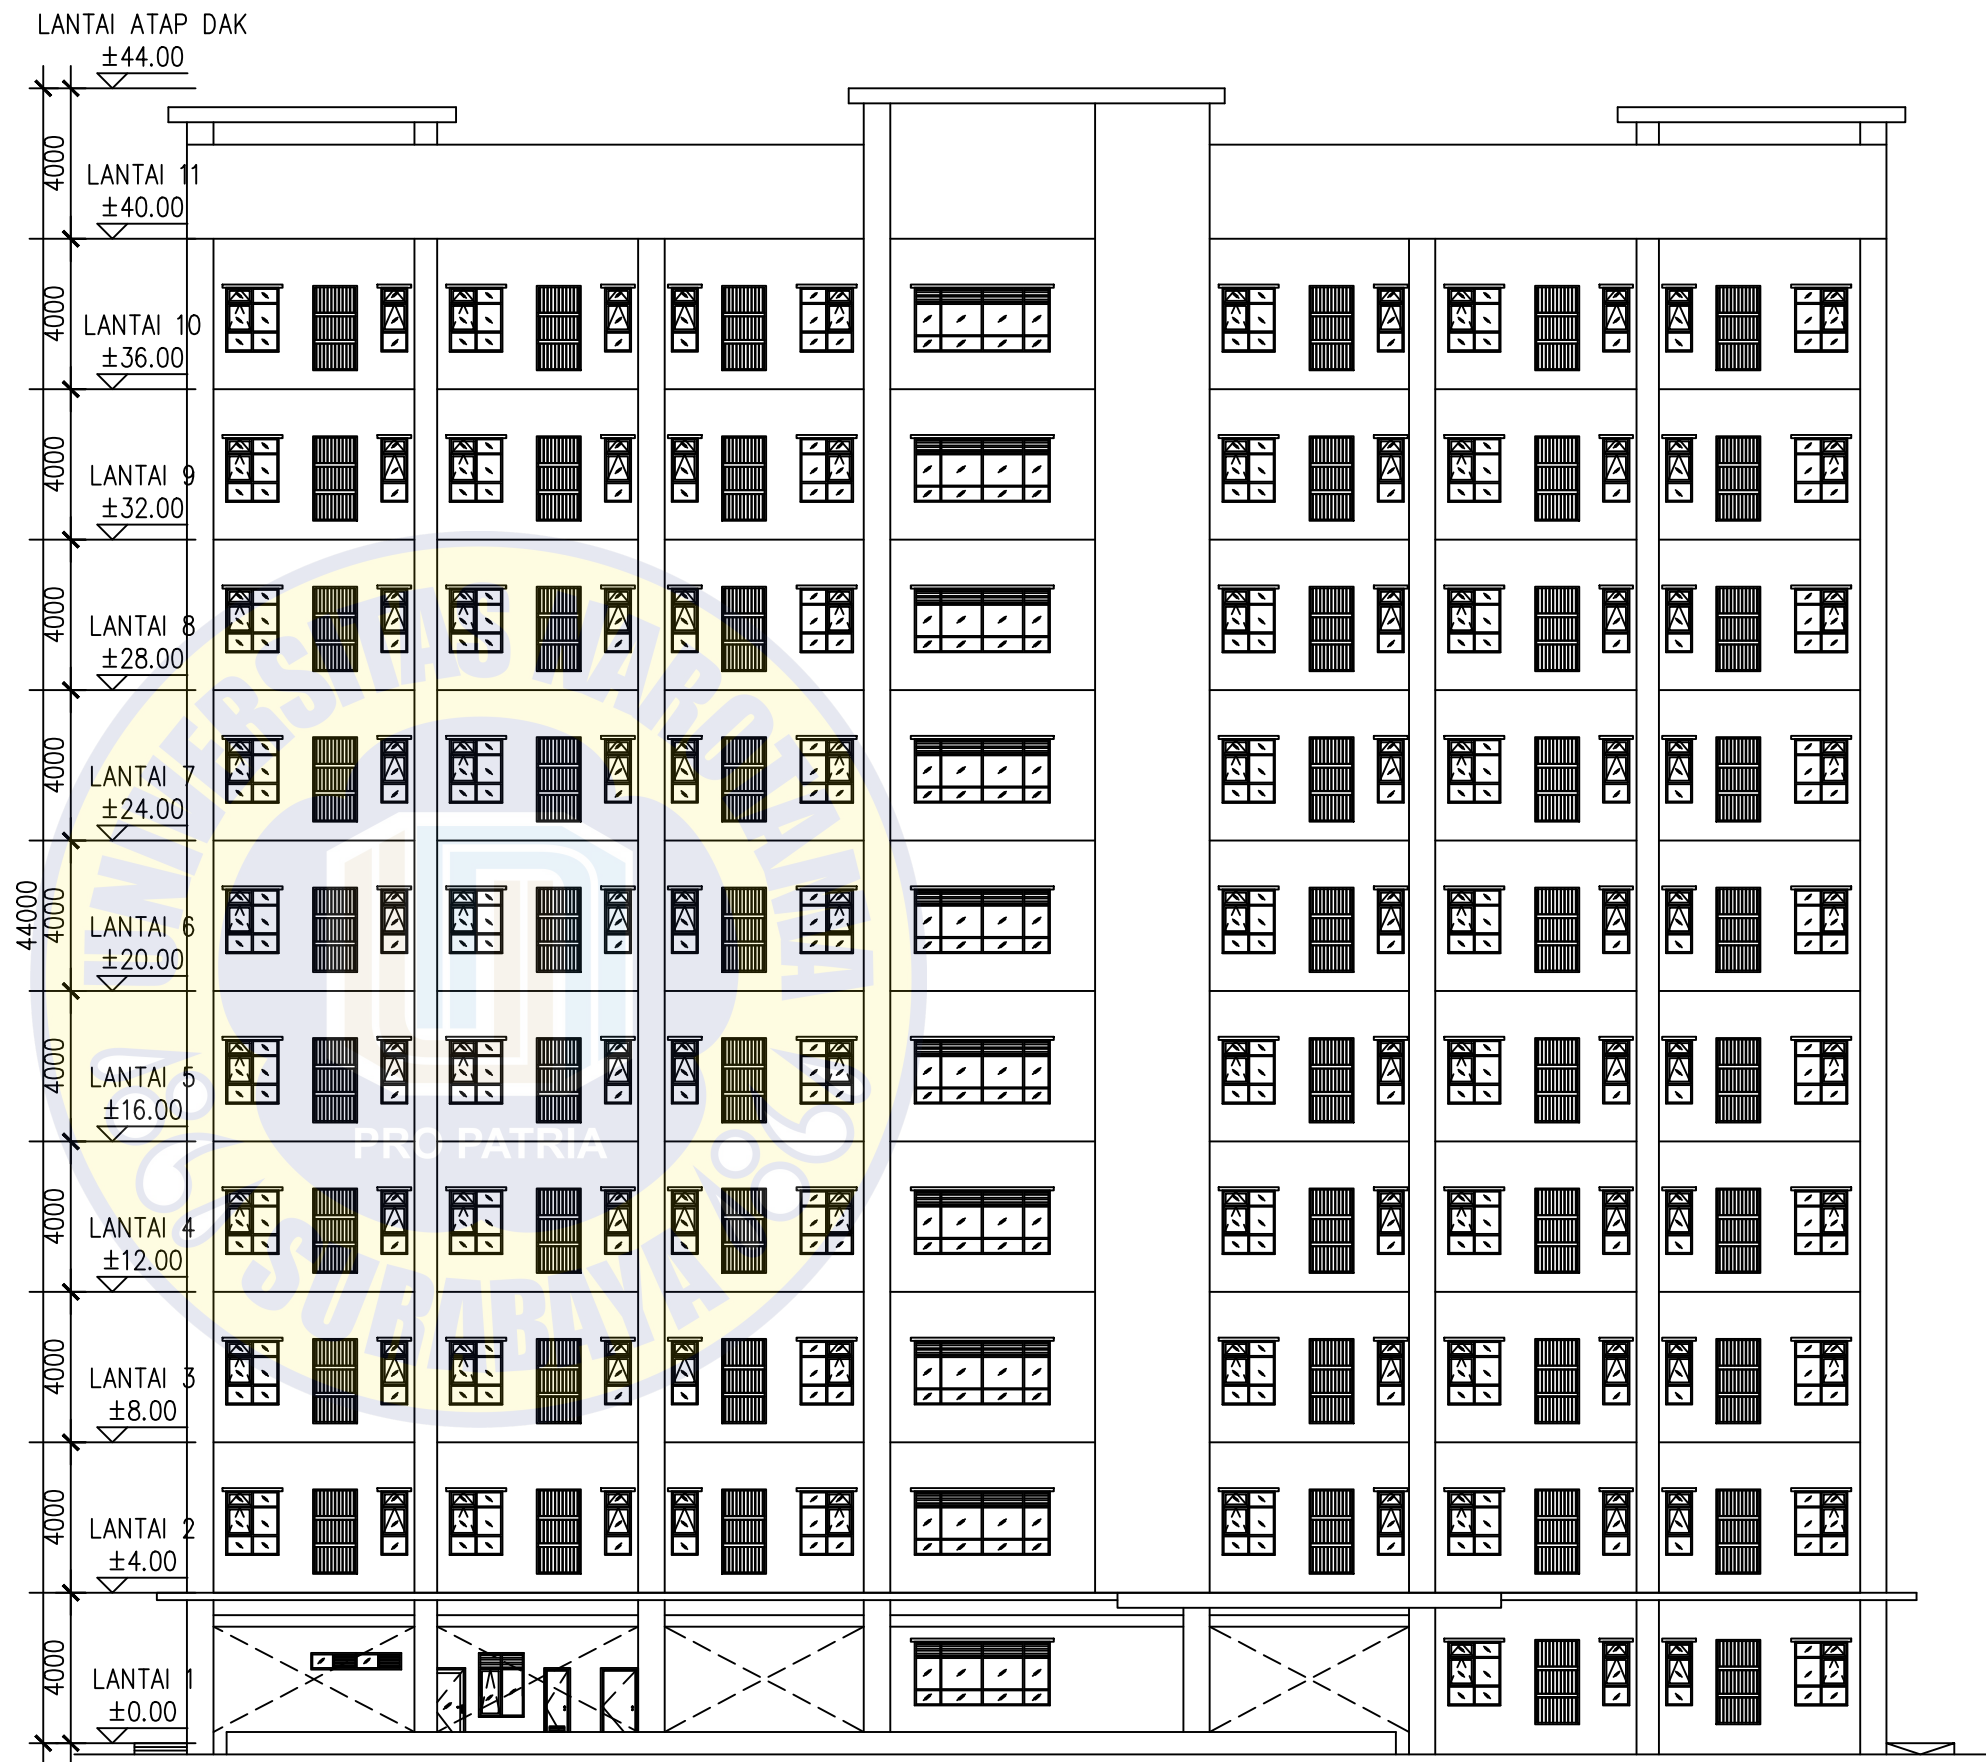 LANTAI ATAP DAK
±44.00
4000
LANTAI 11
±40.00
4000
LANTAI 10
±36.00
4000
LANTAI 9
±32.00
4000
LANTAI 8
±28.00
UNIVERSITAS NAROTAMA
4000
LANTAI 7
±24.00
44000
4000
LANTAI 6
±20.00
4000
LANTAI 5
±16.00
PRO PATRIA
4000
LANTAI 4
±12.00
SURABAYA
4000
LANTAI 3
±8.00
4000
LANTAI 2
±4.00
4000
LANTAI 1
±0.00